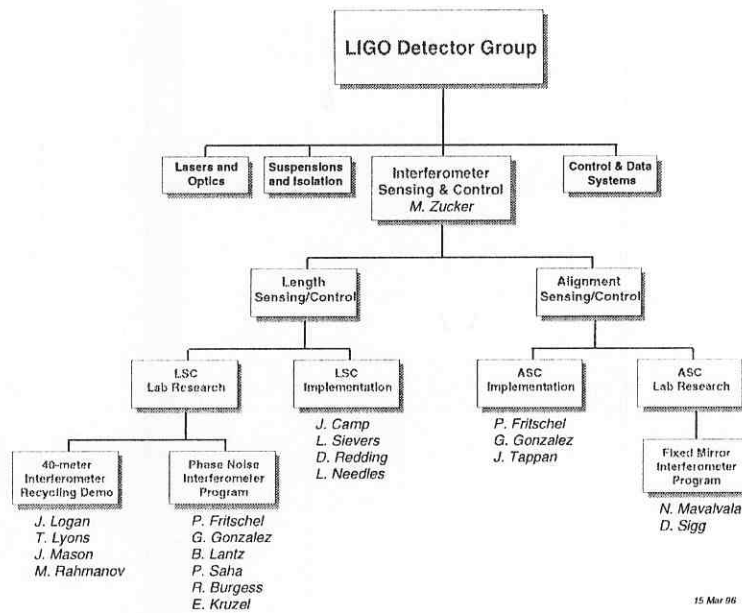 LIGO Detector Group
Lasers and
Optics
Suspensions
and Isolation
Interferometer
Sensing & Control
M. Zucker
Control & Data
Systems
Length
Sensing/Control
Alignment
Sensing/Control
LSC
Lab Research
LSC
Implementation
ASC
Implementation
ASC
Lab Research
J. Camp
L. Sievers
D. Redding
L. Needles
P. Fritschel
G. Gonzalez
J. Tappan
40-meter
Interferometer
Recycling Demo
Phase Noise
Interferometer
Program
Fixed Mirror
Interferometer
Program
J. Logan
T. Lyons
J. Mason
M. Rahmanov
P. Fritschel
G. Gonzalez
B. Lantz
P. Saha
R. Burgess
E. Kruzel
N. Mavalvala
D. Sigg
15 Mar 96